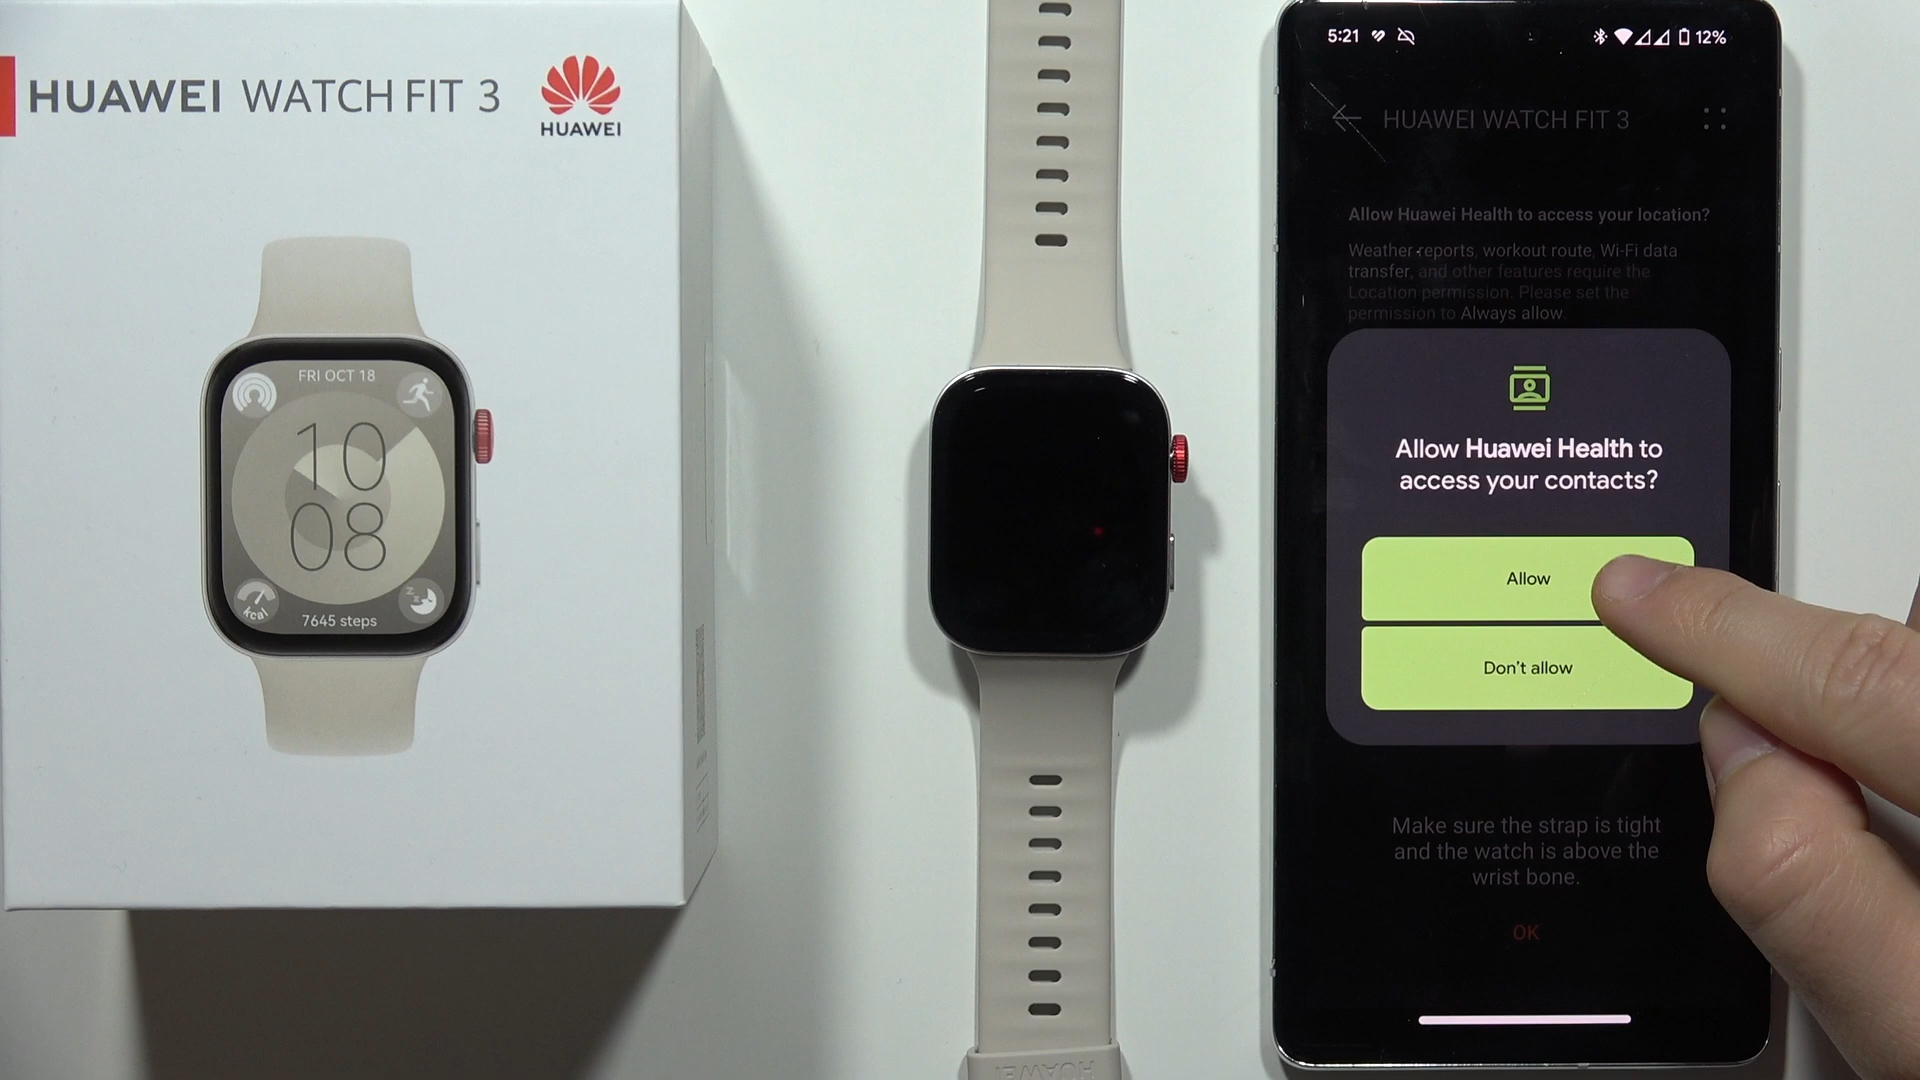 HUAWEI WATCH FIT 3
HUAWEI
FRI OCT 18
10
08
kcal
7645 steps
HUAWEI
5:21
12%
HUAWEI WATCH FIT 3
Allow Huawei Health to access your location?
Weather reports, workout route, Wi-Fi data
transfer, and other features require the
Location permission. Please set the
permission to Always allow.
Allow Huawei Health to
access your contacts?
Allow
Don't allow
Make sure the strap is tight
and the watch is above the
wrist bone.
OK